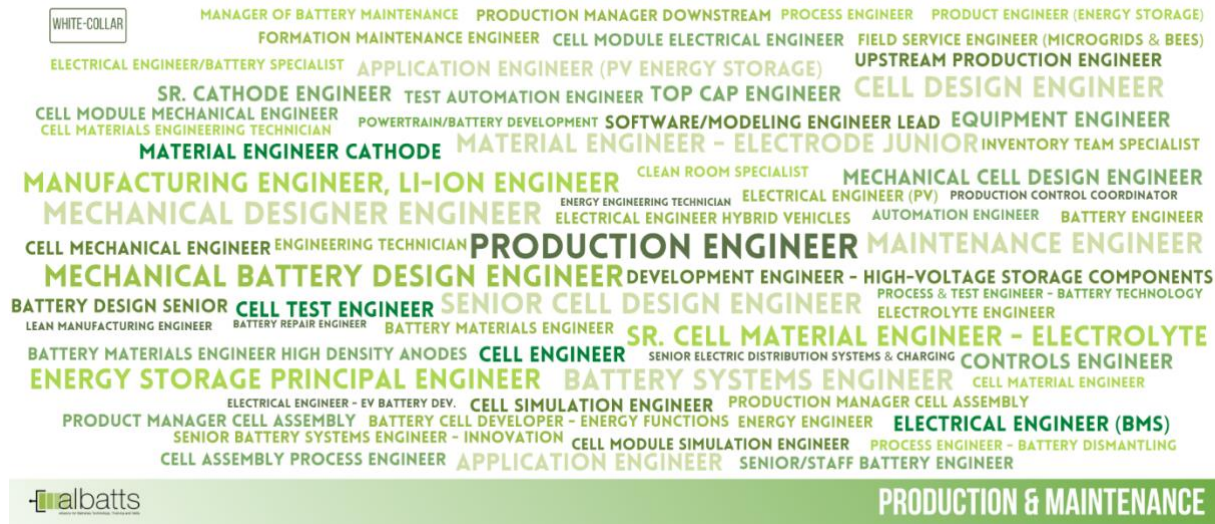 WHITE-COLLAR
MANAGER OF BATTERY MAINTENANCE PRODUCTION MANAGER DOWNSTREAM PROCESS ENGINEER PRODUCT ENGINEER (ENERGY STORAGE)
FORMATION MAINTENANCE ENGINEER CELL MODULE ELECTRICAL ENGINEER FIELD SERVICE ENGINEER (MICROGRIDS & BEES)
ELECTRICAL ENGINEER/BATTERY SPECIALIST APPLICATION ENGINEER (PV ENERGY STORAGE) UPSTREAM PRODUCTION ENGINEER
SR. CATHODE ENGINEER TEST AUTOMATION ENGINEER TOP CAP ENGINEER CELL DESIGN ENGINEER
CELL MODULE MECHANICAL ENGINEER POWERTRAIN/BATTERY DEVELOPMENT SOFTWARE/MODELING ENGINEER LEAD EQUIPMENT ENGINEER
CELL MATERIALS ENGINEERING TECHNICIAN
MATERIAL ENGINEER CATHODE MATERIAL ENGINEER - ELECTRODE JUNIOR INVENTORY TEAM SPECIALIST
MANUFACTURING ENGINEER, LI-ION ENGINEER CLEAN ROOM SPECIALIST MECHANICAL CELL DESIGN ENGINEER
ENERGY ENGINEERING TECHNICIAN ELECTRICAL ENGINEER (PV) PRODUCTION CONTROL COORDINATOR
MECHANICAL DESIGNER ENGINEER ELECTRICAL ENGINEER HYBRID VEHICLES AUTOMATION ENGINEER BATTERY ENGINEER
CELL MECHANICAL ENGINEER ENGINEERING TECHNICIAN PRODUCTION ENGINEER MAINTENANCE ENGINEER
MECHANICAL BATTERY DESIGN ENGINEER DEVELOPMENT ENGINEER - HIGH-VOLTAGE STORAGE COMPONENTS
BATTERY DESIGN SENIOR CELL TEST ENGINEER SENIOR CELL DESIGN ENGINEER PROCESS & TEST ENGINEER - BATTERY TECHNOLOGY
ELECTROLYTE ENGINEER
LEAN MANUFACTURING ENGINEER BATTERY REPAIR ENGINEER BATTERY MATERIALS ENGINEER SR. CELL MATERIAL ENGINEER - ELECTROLYTE
BATTERY MATERIALS ENGINEER HIGH DENSITY ANODES CELL ENGINEER SENIOR ELECTRIC DISTRIBUTION SYSTEMS & CHARGING CONTROLS ENGINEER
ENERGY STORAGE PRINCIPAL ENGINEER BATTERY SYSTEMS ENGINEER CELL MATERIAL ENGINEER
ELECTRICAL ENGINEER - EV BATTERY DEV. CELL SIMULATION ENGINEER PRODUCTION MANAGER CELL ASSEMBLY
PRODUCT MANAGER CELL ASSEMBLY BATTERY CELL DEVELOPER - ENERGY FUNCTIONS ENERGY ENGINEER ELECTRICAL ENGINEER (BMS)
SENIOR BATTERY SYSTEMS ENGINEER - INNOVATION CELL MODULE SIMULATION ENGINEER PROCESS ENGINEER - BATTERY DISMANTLING
CELL ASSEMBLY PROCESS ENGINEER APPLICATION ENGINEER SENIOR/STAFF BATTERY ENGINEER
albatts
PRODUCTION & MAINTENANCE